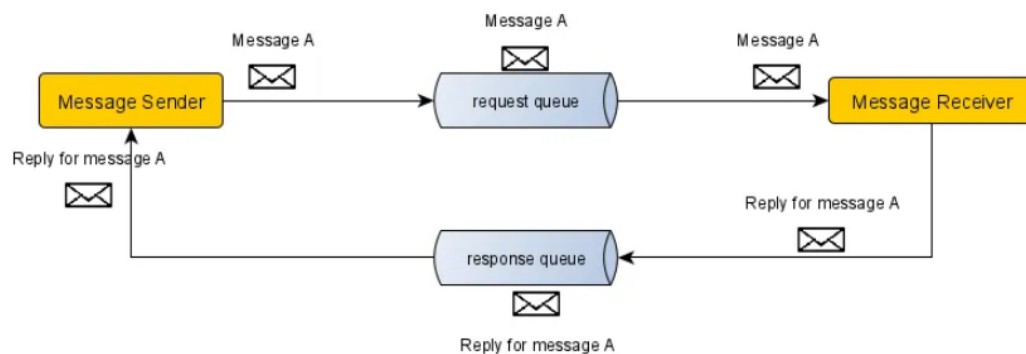 Message A
Message A
Message A
Message Sender
request queue
Message Receiver
Reply for message A
Reply for message A
response queue
Reply for message A